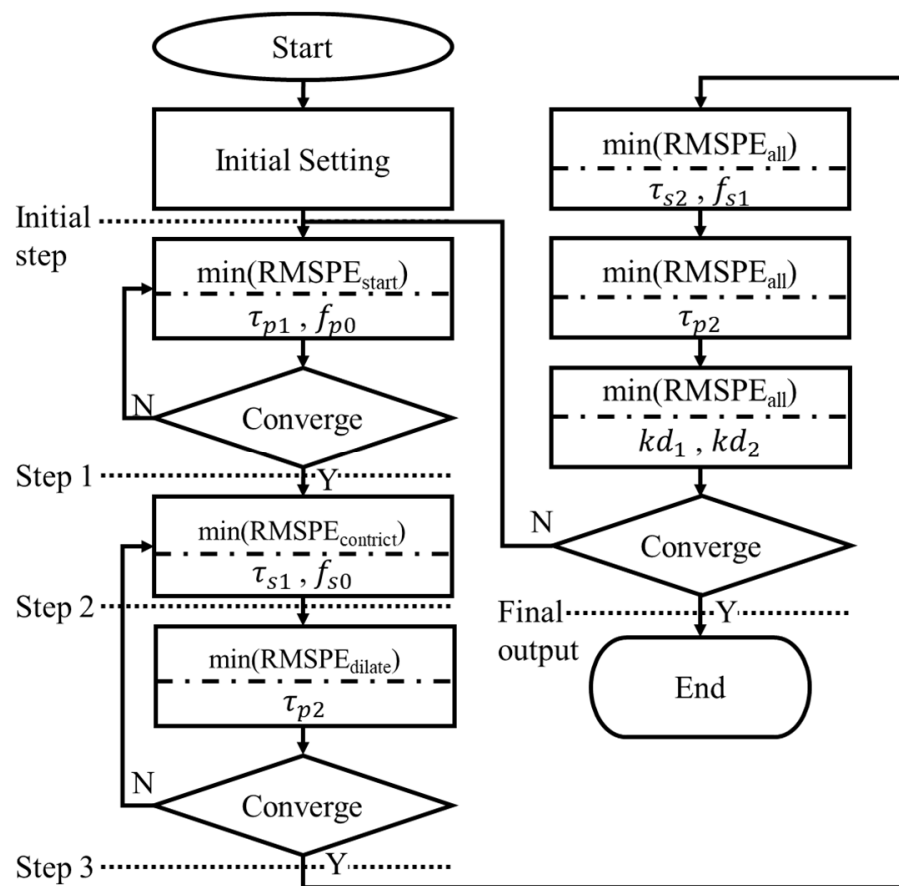 Start
Initial Setting
Initial
step
min(RMSPE_start)
τ_p1 , f_p0
N
Converge
Step 1
Y
min(RMSPE_contrict)
τ_s1 , f_s0
Step 2
min(RMSPE_dilate)
τ_p2
N
Converge
Step 3
Y
min(RMSPE_all)
τ_s2 , f_s1
min(RMSPE_all)
τ_p2
min(RMSPE_all)
kd_1 , kd_2
N
Converge
Final
output
Y
End